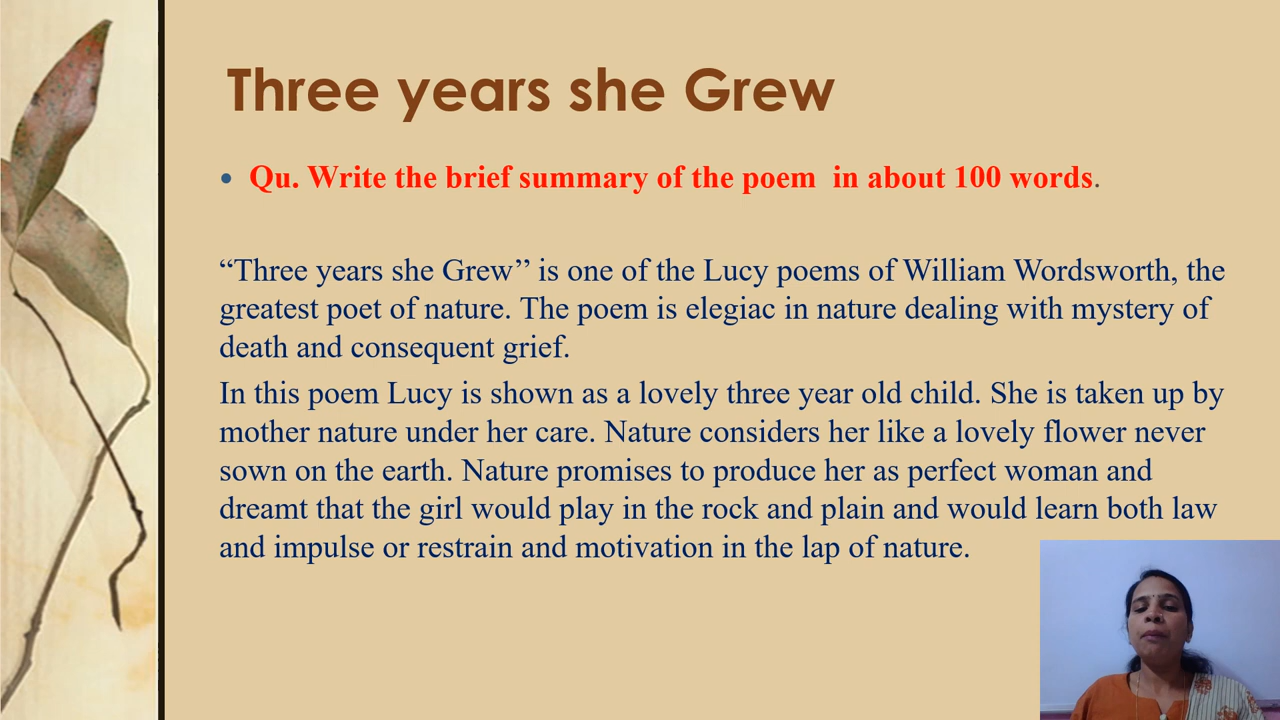 Three years she Grew
• Qu. Write the brief summary of the poem  in about 100 words.
“Three years she Grew’’ is one of the Lucy poems of William Wordsworth, the
greatest poet of nature. The poem is elegiac in nature dealing with mystery of
death and consequent grief.
In this poem Lucy is shown as a lovely three year old child. She is taken up by
mother nature under her care. Nature considers her like a lovely flower never
sown on the earth. Nature promises to produce her as perfect woman and
dreamt that the girl would play in the rock and plain and would learn both law
and impulse or restrain and motivation in the lap of nature.